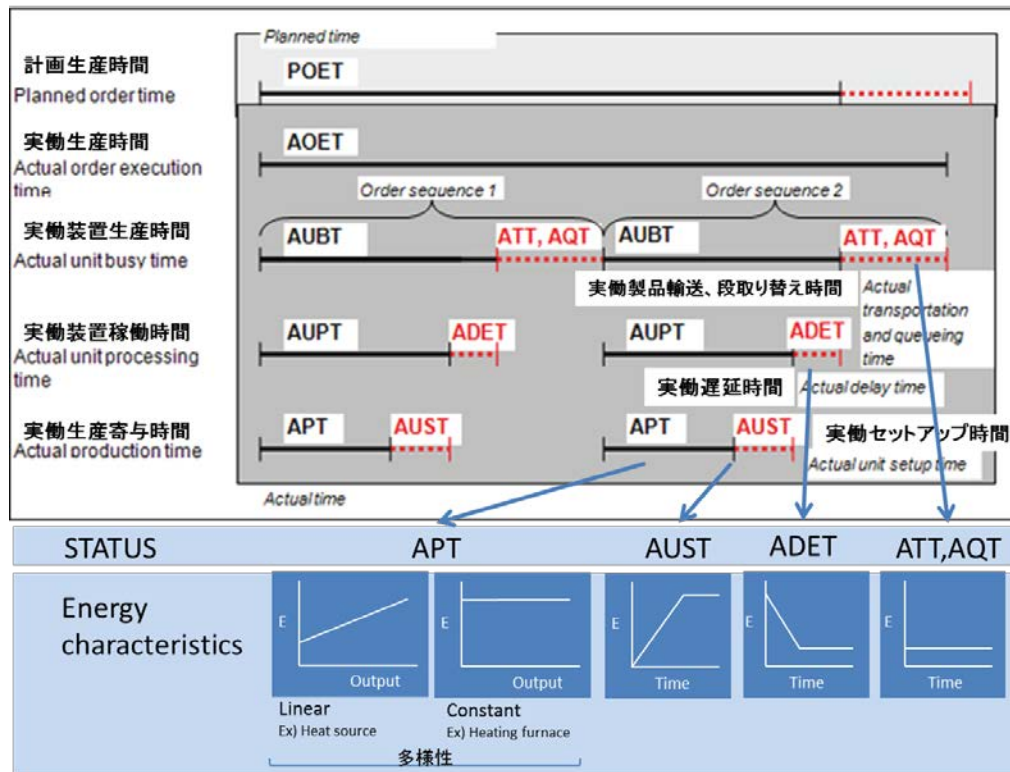 Planned time
計画生産時間
Planned order time
POET
実働生産時間
Actual order execution
time
AOET
Order sequence 1
Order sequence 2
実働装置生産時間
Actual unit busy time
AUBT
ATT, AQT
AUBT
ATT, AQT
実働製品輸送、段取り替え時間
Actual
transportation
and queueing
time
実働装置稼働時間
Actual unit processing
time
AUPT
ADET
AUPT
ADET
実働遅延時間
Actual delay time
実働生産寄与時間
Actual production time
APT
AUST
APT
AUST
実働セットアップ時間
Actual unit setup time
Actual time
STATUS
APT
AUST
ADET
ATT,AQT
Energy
characteristics
E
Output
E
Output
E
Time
E
Time
E
Time
Linear
Ex) Heat source
Constant
Ex) Heating furnace
多様性